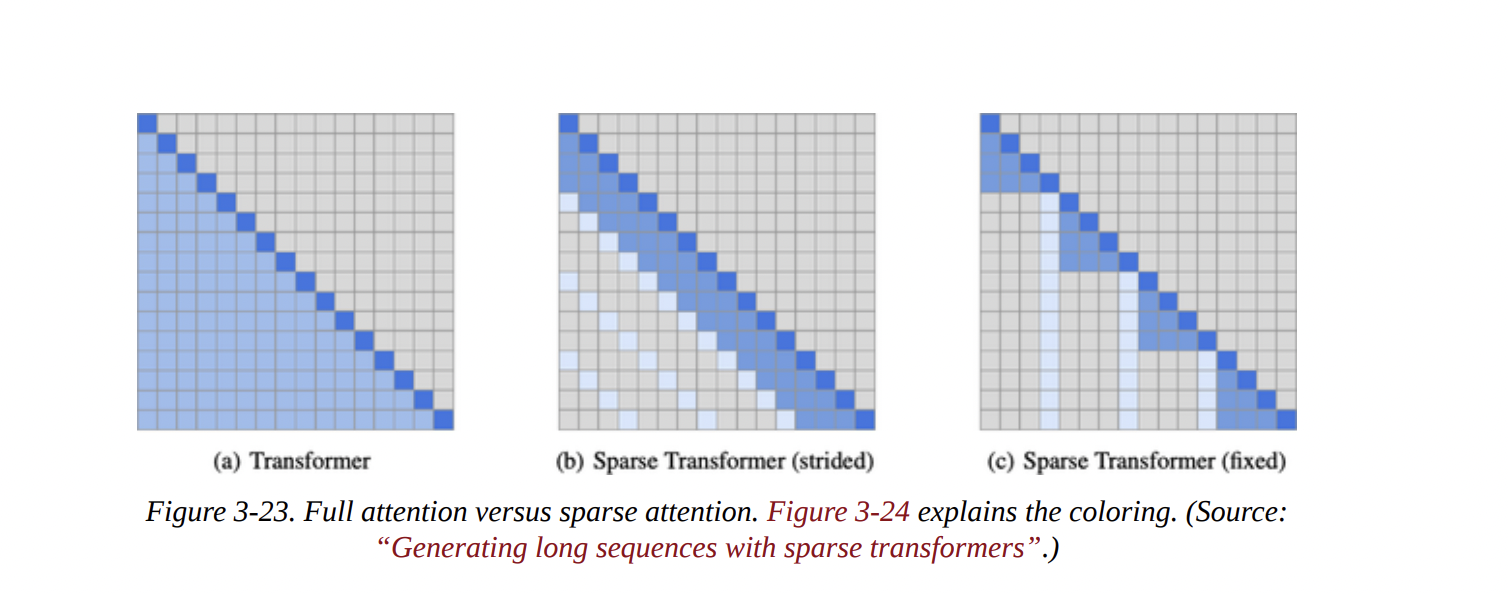 (a) Transformer
(b) Sparse Transformer (strided)
(c) Sparse Transformer (fixed)
Figure 3-23. Full attention versus sparse attention. Figure 3-24 explains the coloring. (Source:
“Generating long sequences with sparse transformers”.)